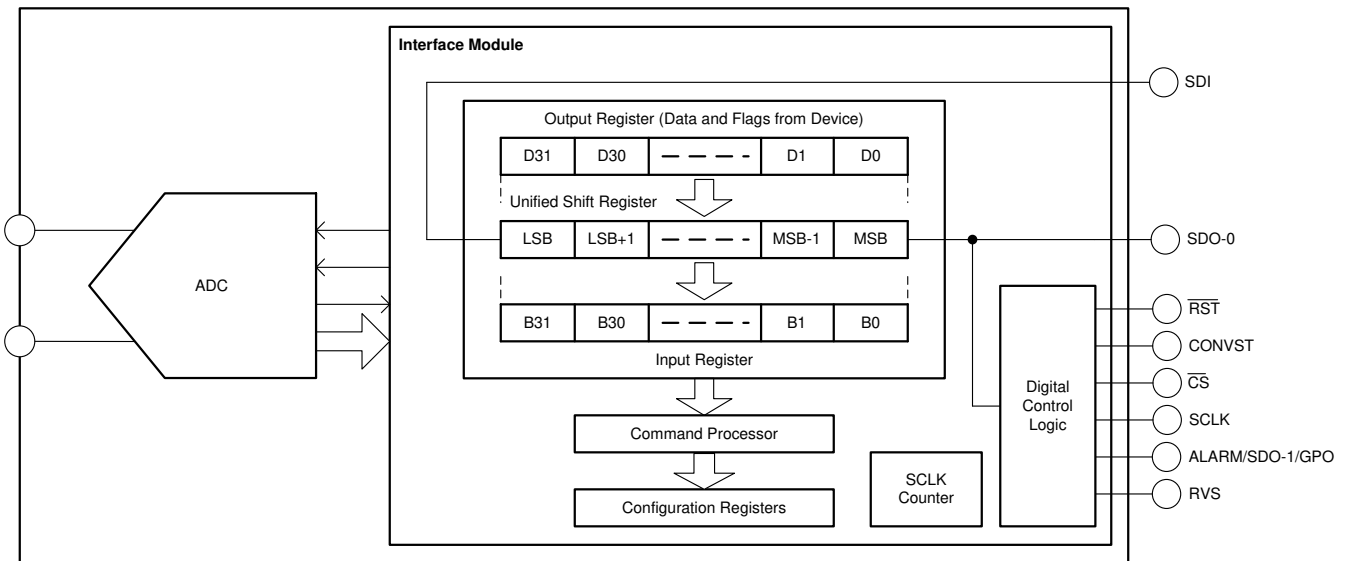 Interface Module
SDI
Output Register (Data and Flags from Device)
D31 D30 D1 D0
Unified Shift Register
LSB LSB+1 MSB-1 MSB
SDO-0
ADC
B31 B30 B1 B0
Input Register
RST
CONVST
CS
SCLK
ALARM/SDO-1/GPO
RVS
Digital
Control
Logic
Command Processor
SCLK
Counter
Configuration Registers